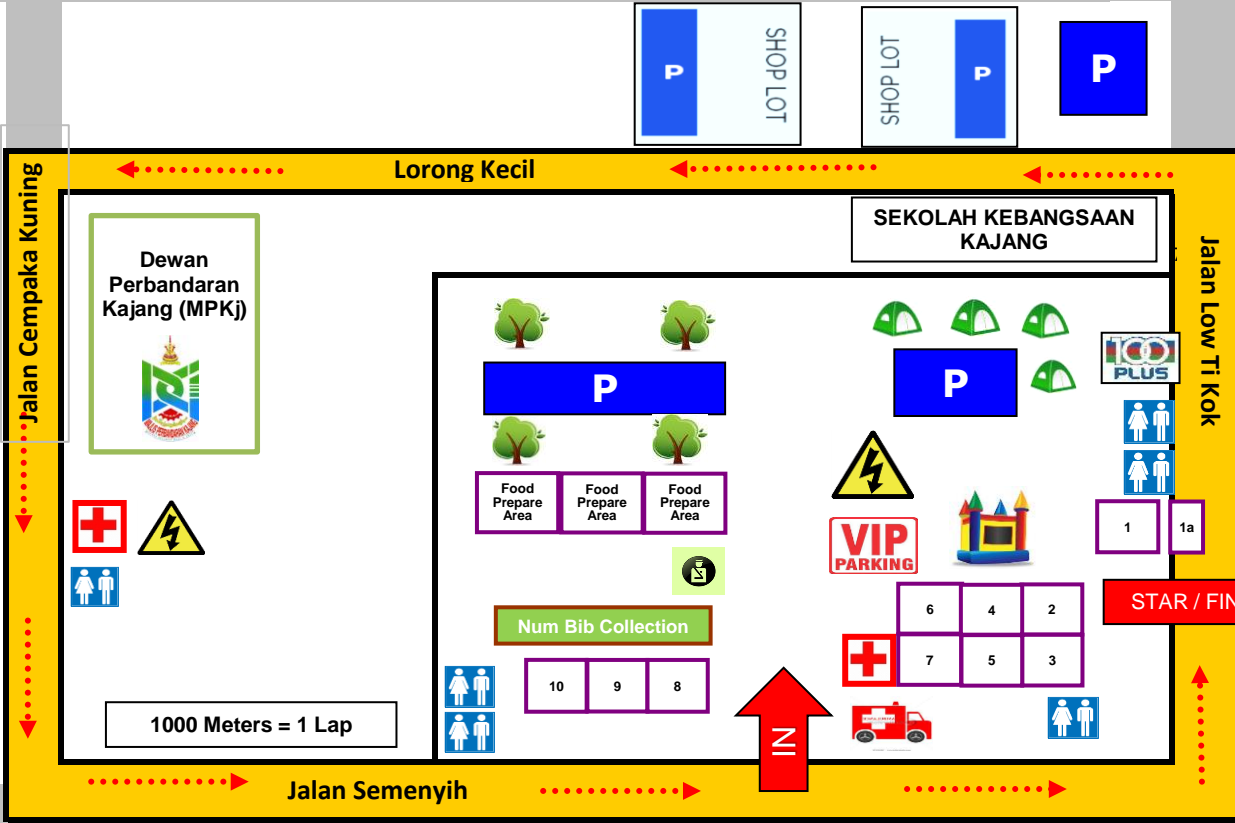 SHOP LOT
P
SHOP LOT
P
P
Lorong Kecil
Jalan Cempaka Kuning
Jalan Low Ti Kok
SEKOLAH KEBANGSAAN
KAJANG
Dewan
Perbandaran
Kajang (MPKj)
P
P
100
PLUS
Food
Prepare
Area
Food
Prepare
Area
Food
Prepare
Area
1
1a
VIP
PARKING
STAR / FIN
6
4
2
Num Bib Collection
7
5
3
10
9
8
IN
1000 Meters = 1 Lap
Jalan Semenyih